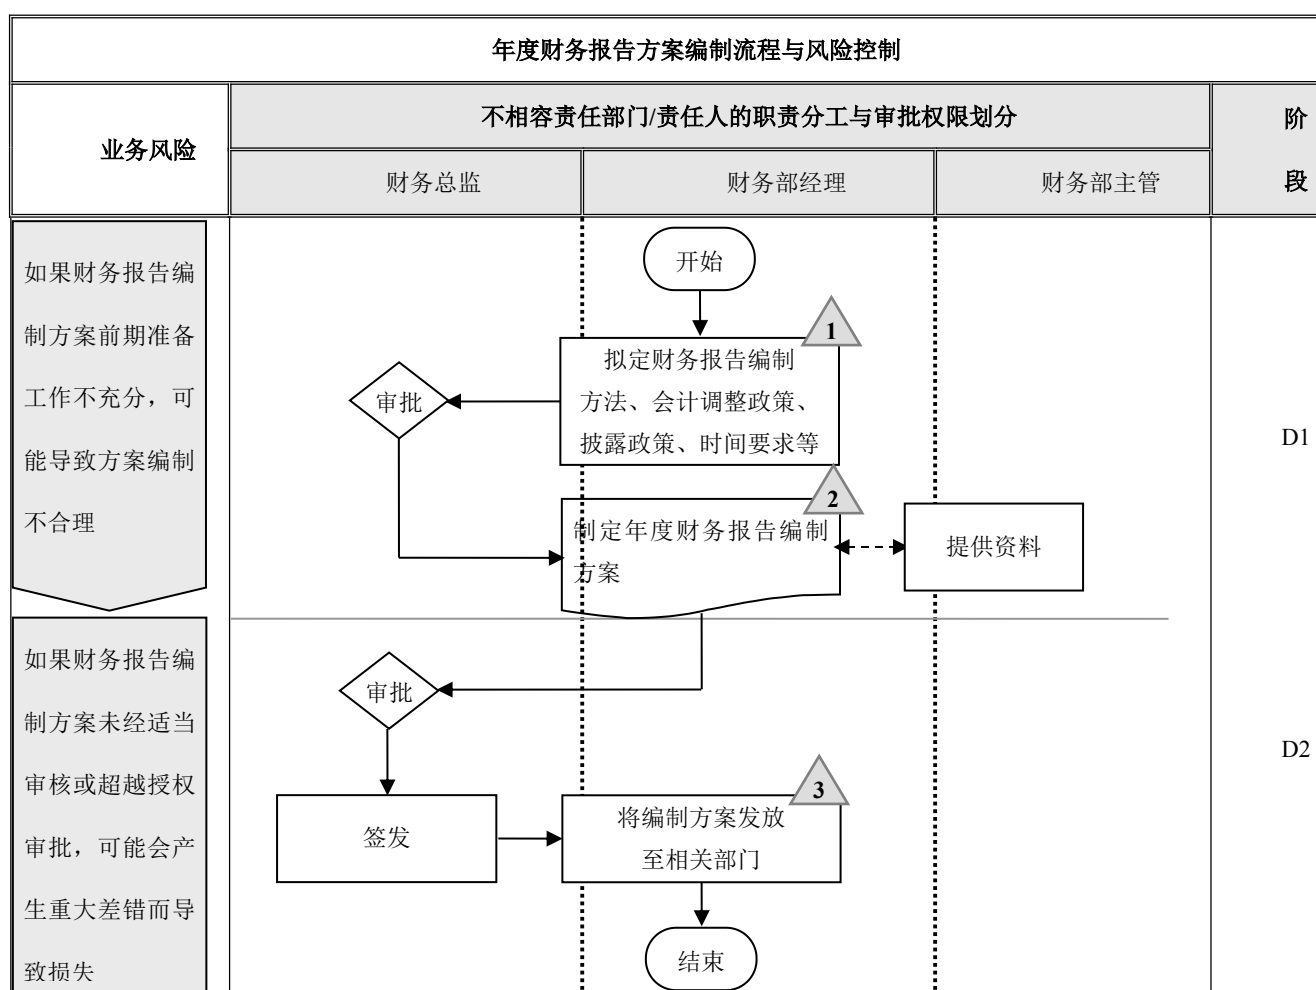 年度财务报告方案编制流程与风险控制
业务风险
不相容责任部门/责任人的职责分工与审批权限划分
阶
段
财务总监
财务部经理
财务部主管
如果财务报告编
制方案前期准备
工作不充分，可
能导致方案编制
不合理
开始
1
拟定财务报告编制
方法、会计调整政策、
披露政策、时间要求等
审批
2
制定年度财务报告编制
方案
提供资料
D1
如果财务报告编
制方案未经适当
审核或超越授权
审批，可能会产
生重大差错而导
致损失
审批
签发
3
将编制方案发放
至相关部门
结束
D2